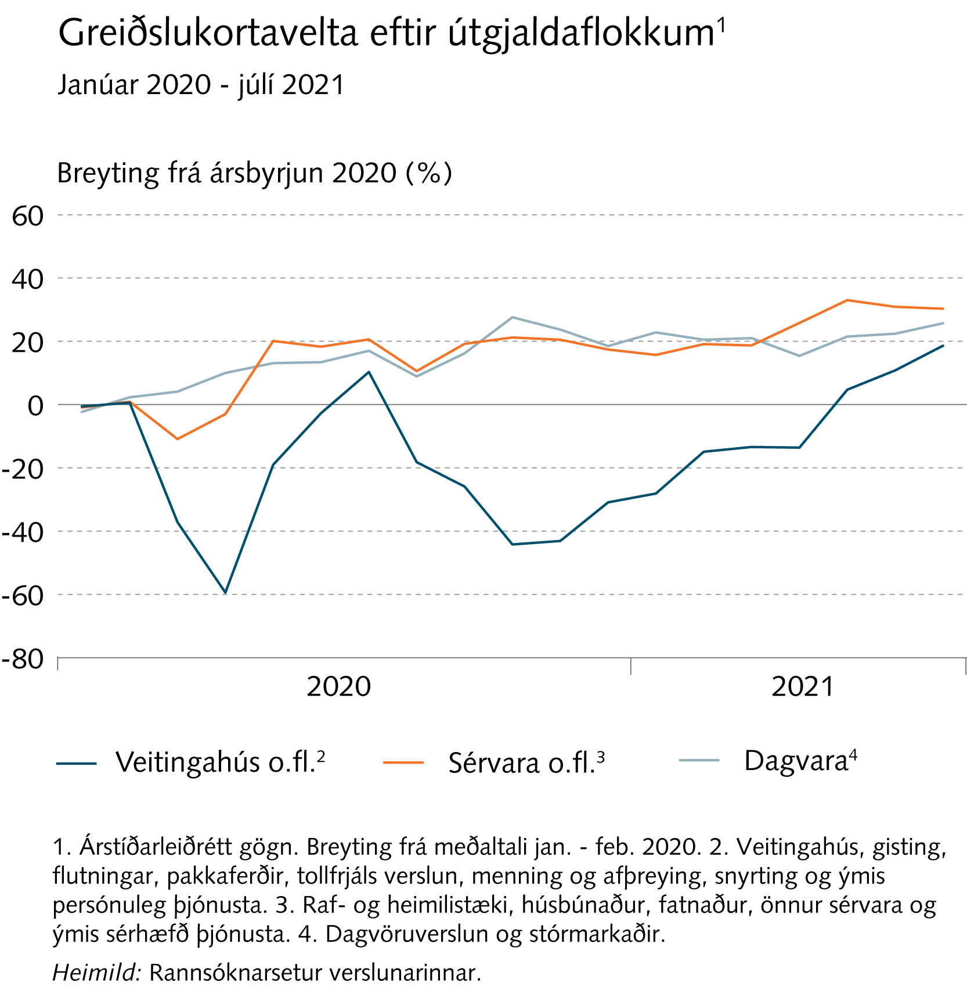 Greiðslukortavelta eftir útgjaldaflokkum¹
Janúar 2020 - júlí 2021
Breyting frá ársbyrjun 2020 (%)
60
40
20
0
-20
-40
-60
-80
2020 2021
Veitingahús o.fl.² Sérvara o.fl.³ Dagvara⁴
1. Árstíðarleiðrétt gögn. Breyting frá meðaltali jan. - feb. 2020. 2. Veitingahús, gisting,
flutningar, pakkaferðir, tollfrjáls verslun, menning og afþreying, snyrting og ýmis
persónuleg þjónusta. 3. Raf- og heimilistæki, húsbúnaður, fatnaður, önnur sérvara og
ýmis sérhæfð þjónusta. 4. Dagvöruverslun og stórmarkaðir.
Heimild: Rannsóknarsetur verslunarinnar.